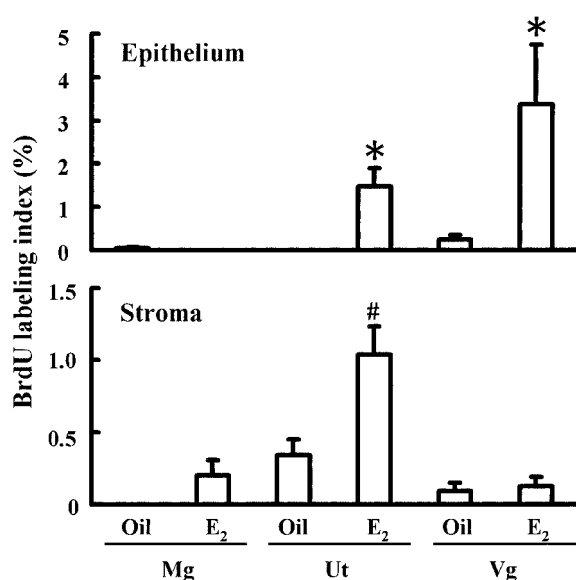 BrdU labeling index (%)
Epithelium
5
4
3
2
1
0
*
*
Stroma
1.5
1.0
0.5
0
#
Oil E₂ Oil E₂ Oil E₂
Mg Ut Vg